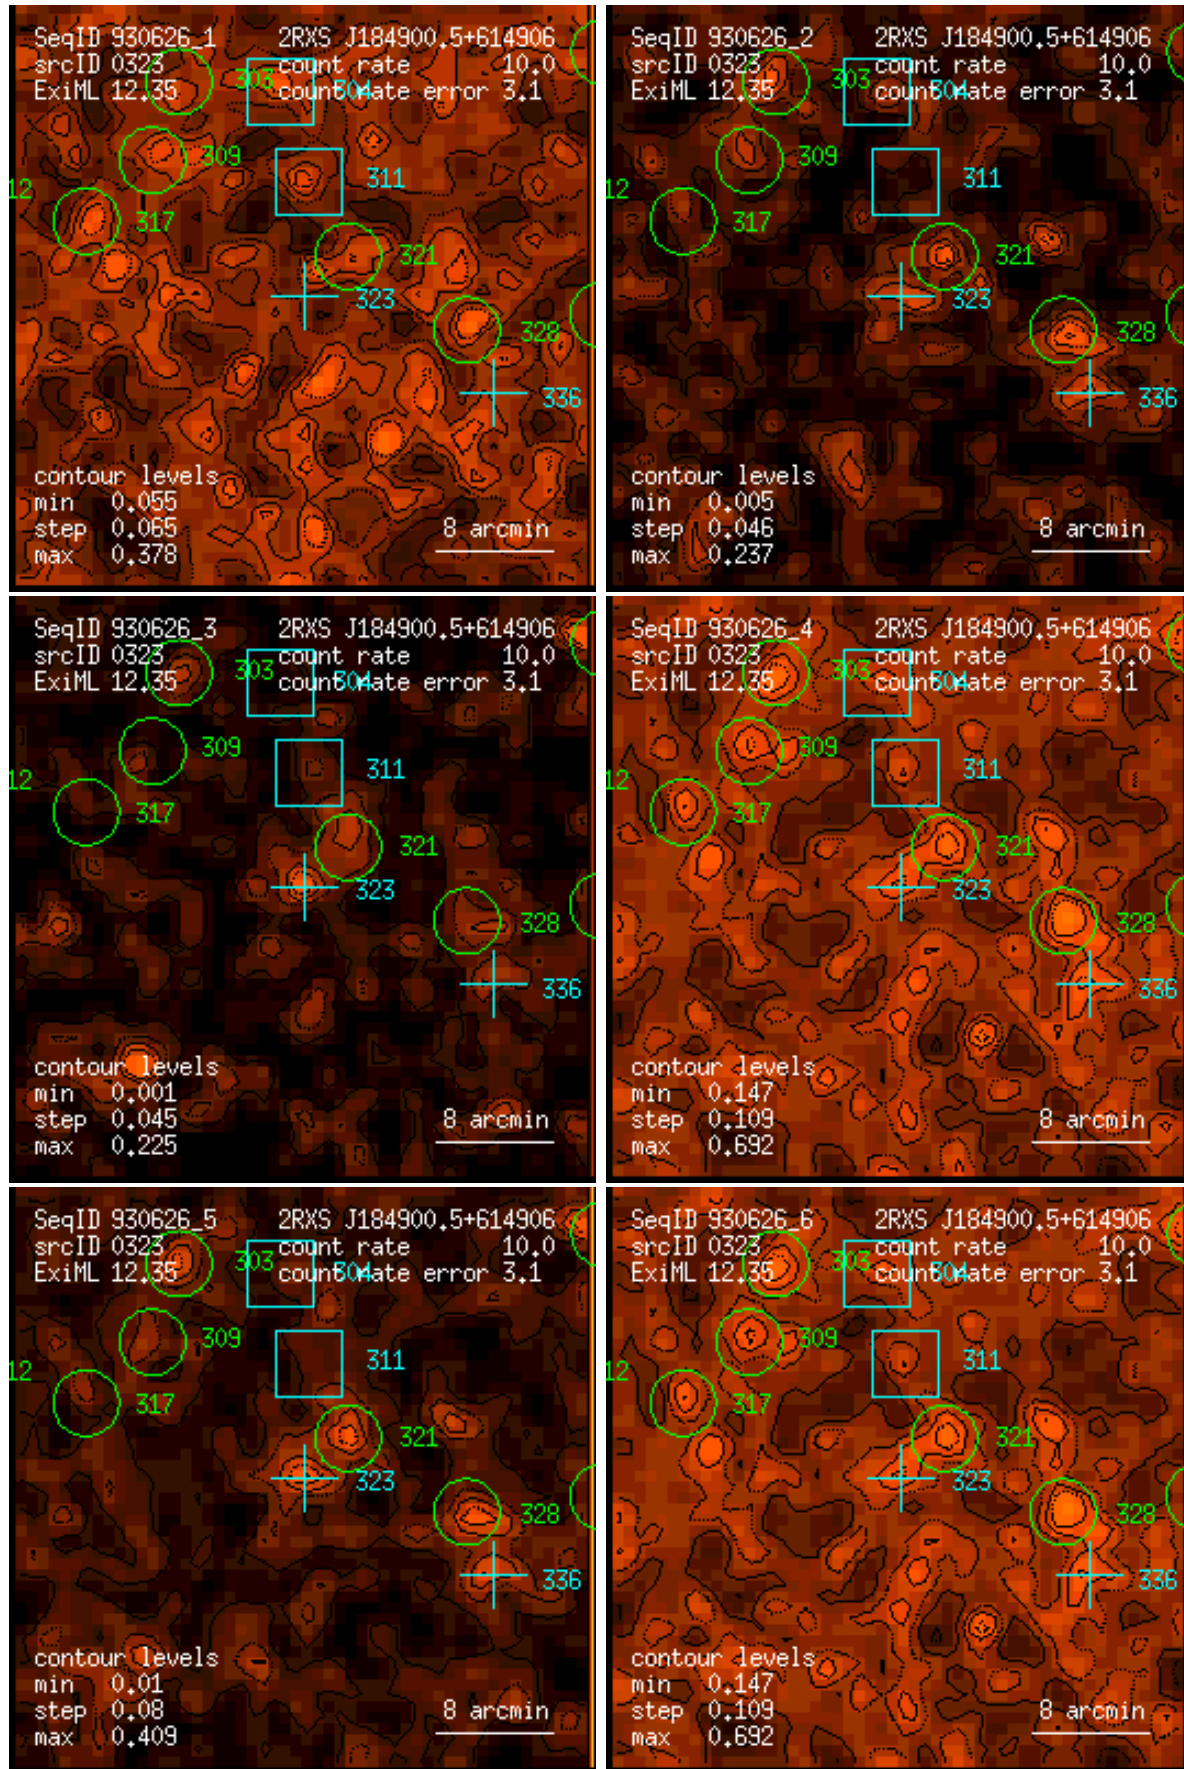 SeqID 930626_1 2RXS J184900.5+614906
srcID 0323 303 count rate 10.0
ExiML 12.35 504 count rate error 3.1
309
311
12
317
321
323
328
336
contour levels
min 0.055
step 0.065 8 arcmin
max 0.378
SeqID 930626_2 2RXS J184900.5+614906
srcID 0323 303 count rate 10.0
ExiML 12.35 504 count rate error 3.1
309
311
12
317
321
323
328
336
contour levels
min 0.005
step 0.046 8 arcmin
max 0.237
SeqID 930626_3 2RXS J184900.5+614906
srcID 0323 303 count rate 10.0
ExiML 12.35 504 count rate error 3.1
309
311
12
317
321
323
328
336
contour levels
min 0.001
step 0.045 8 arcmin
max 0.225
SeqID 930626_4 2RXS J184900.5+614906
srcID 0323 303 count rate 10.0
ExiML 12.35 504 count rate error 3.1
309
311
12
317
321
323
328
336
contour levels
min 0.147
step 0.109 8 arcmin
max 0.692
SeqID 930626_5 2RXS J184900.5+614906
srcID 0323 303 count rate 10.0
ExiML 12.35 504 count rate error 3.1
309
311
12
317
321
323
328
336
contour levels
min 0.01
step 0.08 8 arcmin
max 0.409
SeqID 930626_6 2RXS J184900.5+614906
srcID 0323 303 count rate 10.0
ExiML 12.35 504 count rate error 3.1
309
311
12
317
321
323
328
336
contour levels
min 0.147
step 0.109 8 arcmin
max 0.692